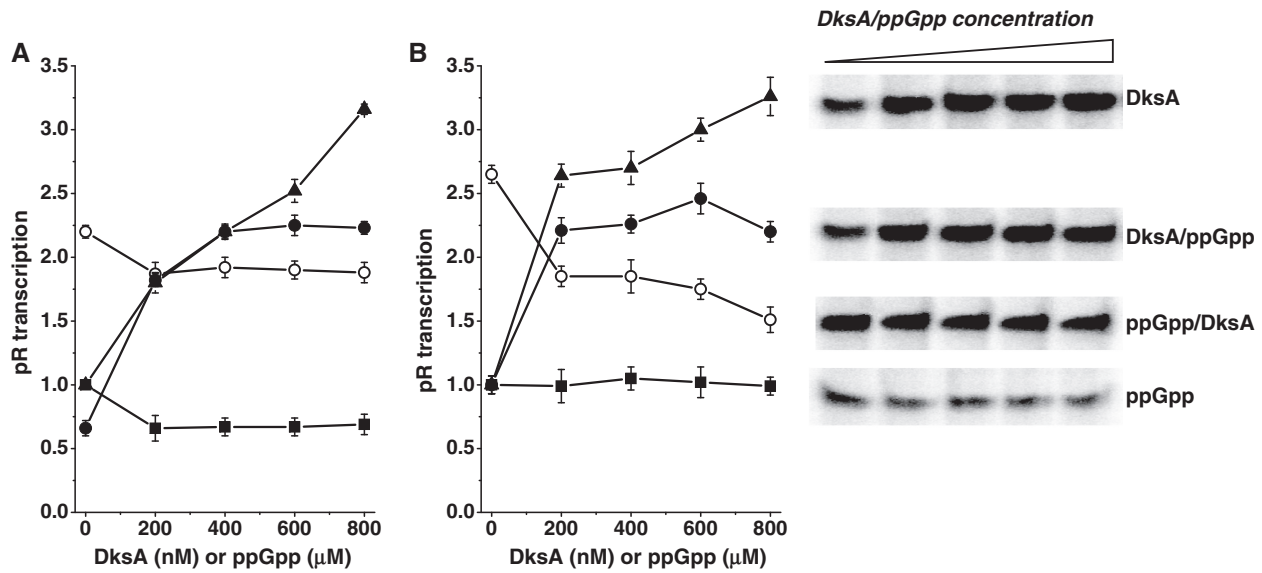 DksA/ppGpp concentration
A
3.5
3.0
2.5
2.0
1.5
1.0
0.5
0.0
pR transcription
0 200 400 600 800
DksA (nM) or ppGpp (μM)
B
3.5
3.0
2.5
2.0
1.5
1.0
0.5
0.0
pR transcription
0 200 400 600 800
DksA (nM) or ppGpp (μM)
DksA
DksA/ppGpp
ppGpp/DksA
ppGpp